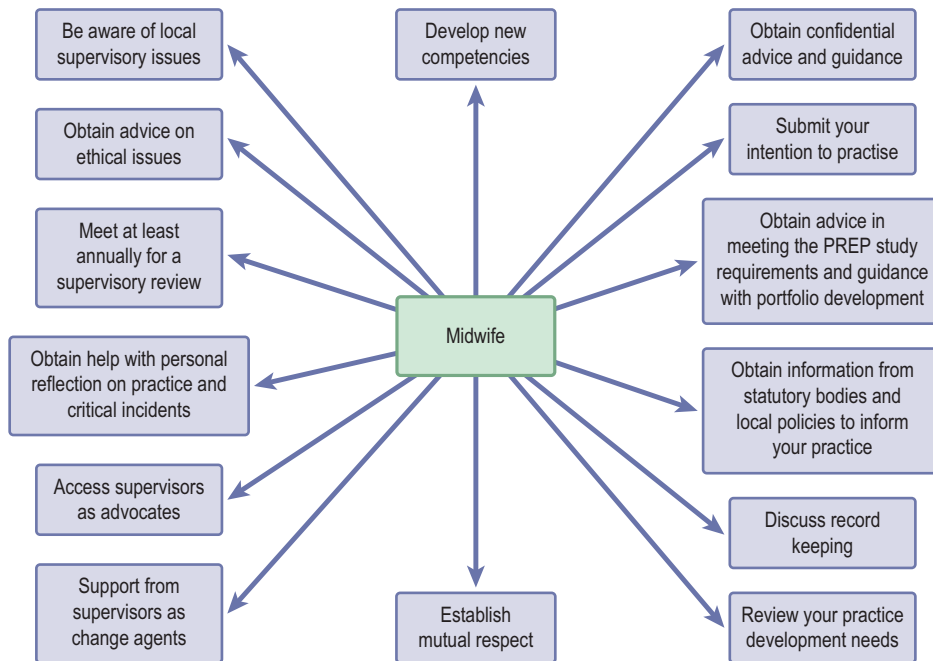 Be aware of local
supervisory issues
Develop new
competencies
Obtain confidential
advice and guidance
Obtain advice on
ethical issues
Submit your
intention to practise
Meet at least
annually for a
supervisory review
Obtain advice in
meeting the PREP study
requirements and guidance
with portfolio development
Midwife
Obtain help with personal
reflection on practice and
critical incidents
Obtain information from
statutory bodies and
local policies to inform
your practice
Access supervisors
as advocates
Discuss record
keeping
Support from
supervisors as
change agents
Establish
mutual respect
Review your practice
development needs